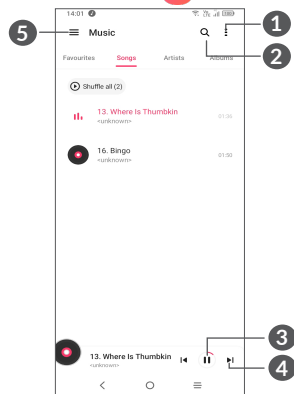 14:01
Music
Favourites Songs Artists Albums
Shuffle all (2)
13. Where Is Thumbkin
<unknown> 01:26
16. Bingo
<unknown> 01:50
13. Where Is Thumbkin
<unknown>
1
2
3
4
5